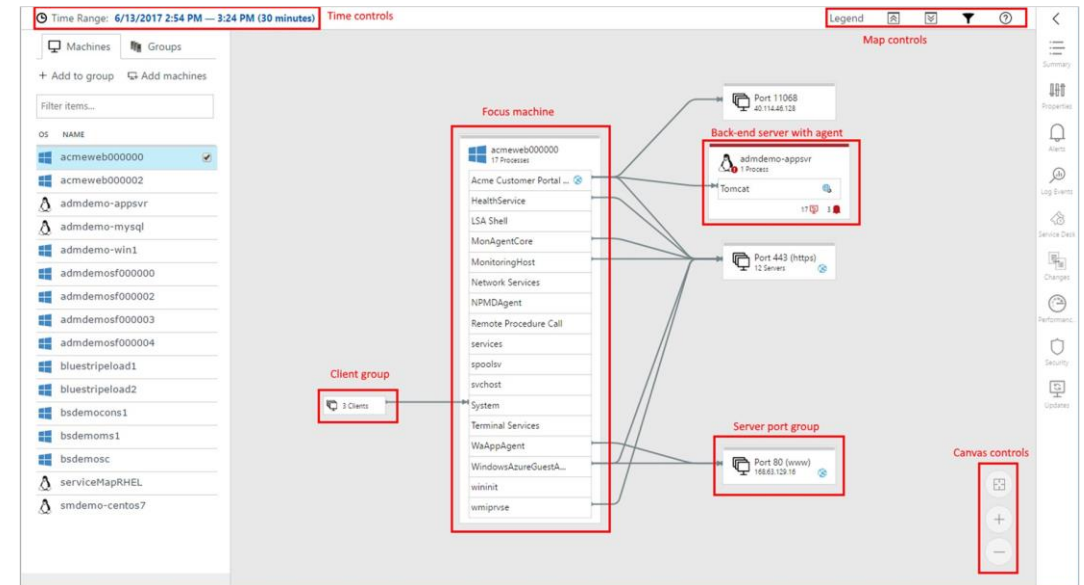 Time Range: 6/13/2017 2:54 PM — 3:24 PM (30 minutes)
Time controls
Legend
Map controls
Machines Groups
+ Add to group Add machines
Filter items...
OS NAME
acmeweb000000
acmeweb000002
admdemo-appsvr
admdemo-mysql
admdemo-win1
admdemosf000000
admdemosf000002
admdemosf000003
admdemosf000004
bluestripeload1
bluestripeload2
bsdemocons1
bsdemoms1
bsdemosc
serviceMapRHEL
smdemo-centos7
Client group
3 Clients
Focus machine
acmeweb000000
17 Processes
Acme Customer Portal ...
HealthService
LSA Shell
MonAgentCore
MonitoringHost
Network Services
NPMDAgent
Remote Procedure Call
services
spoolsv
svchost
System
Terminal Services
WaAppAgent
WindowsAzureGuestA...
wininit
wmiprvse
Port 11068
40.114.46.128
Back-end server with agent
admdemo-appsvr
1 Process
Tomcat
17 3
Port 443 (https)
12 Servers
Server port group
Port 80 (www)
168.63.129.16
Canvas controls
Summary
Properties
Alerts
Log Events
Service Desk
Changes
Performanc...
Security
Updates